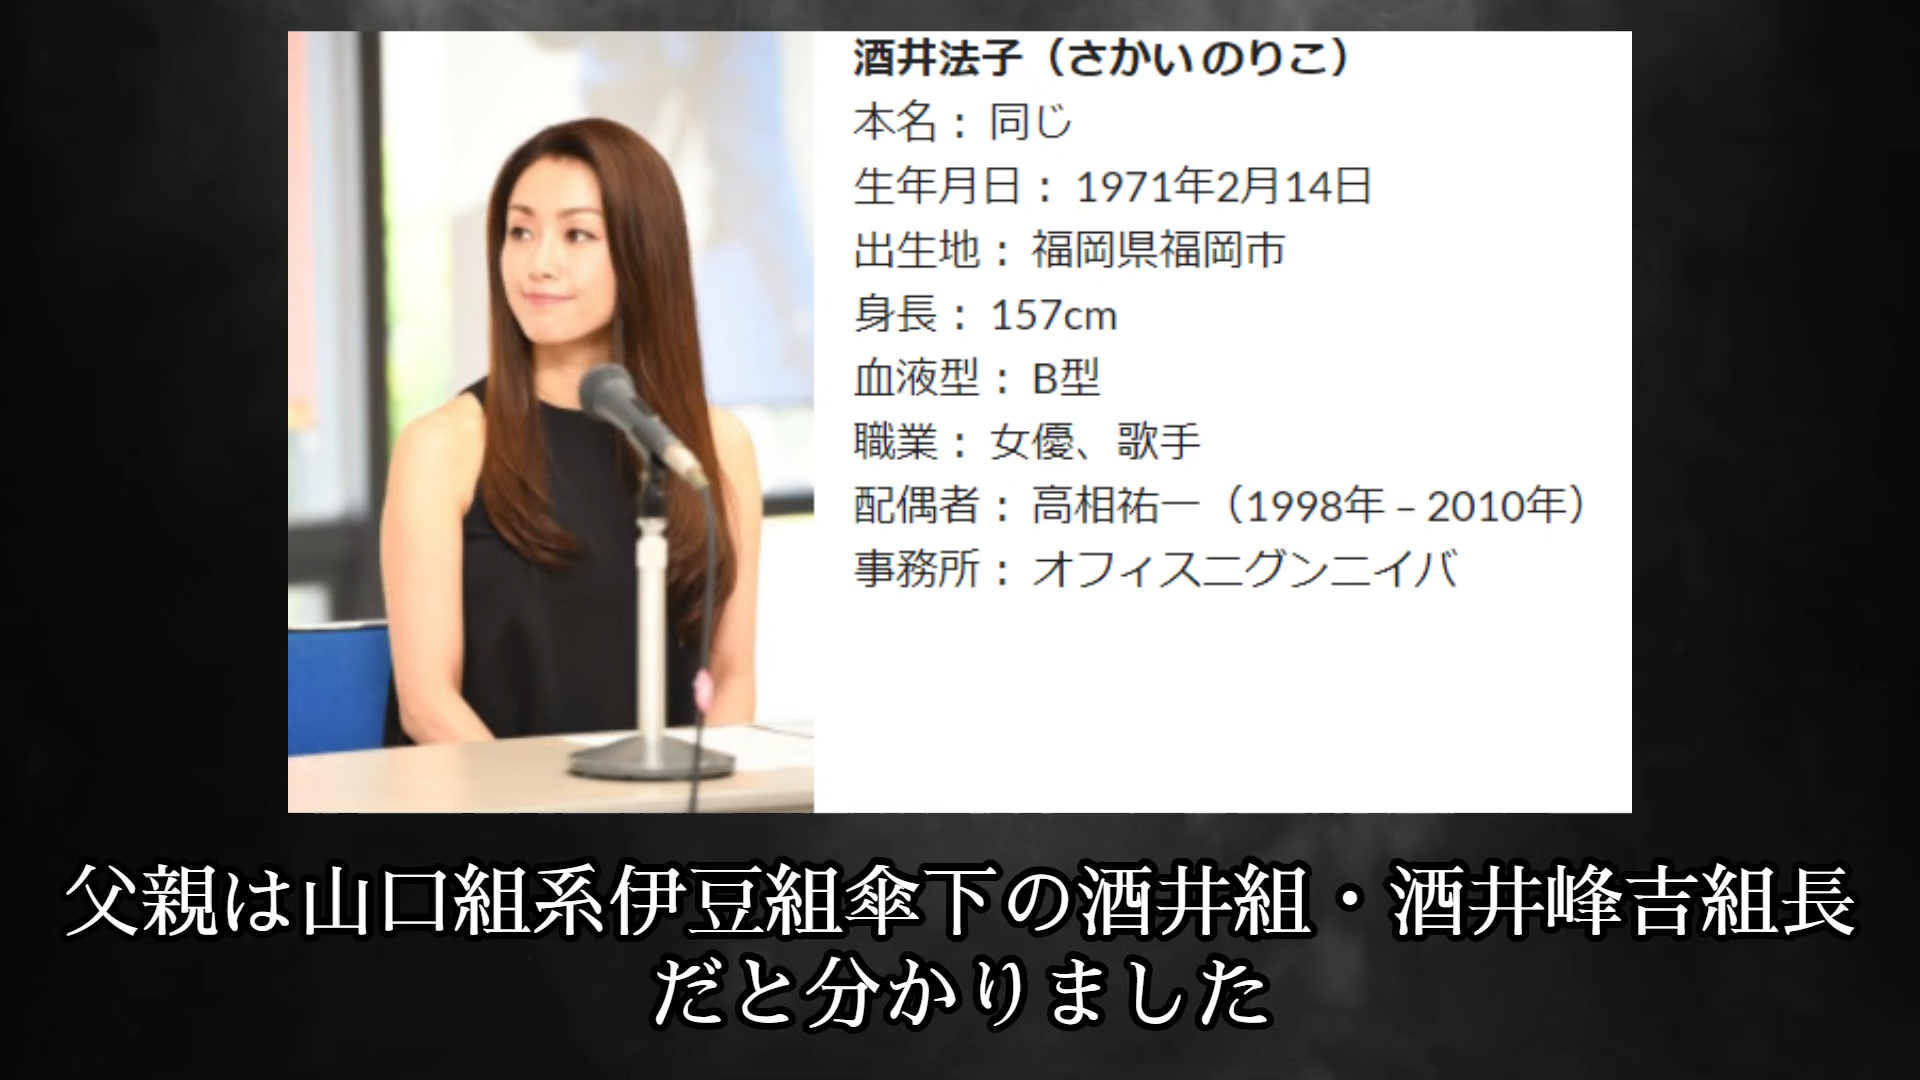 酒井法子（さかい のりこ）
本名： 同じ
生年月日： 1971年2月14日
出生地： 福岡県福岡市
身長： 157cm
血液型： B型
職業： 女優、歌手
配偶者： 高相祐一（1998年 – 2010年）
事務所： オフィスニグンニイバ
父親は山口組系伊豆組傘下の酒井組・酒井峰吉組長
だと分かりました